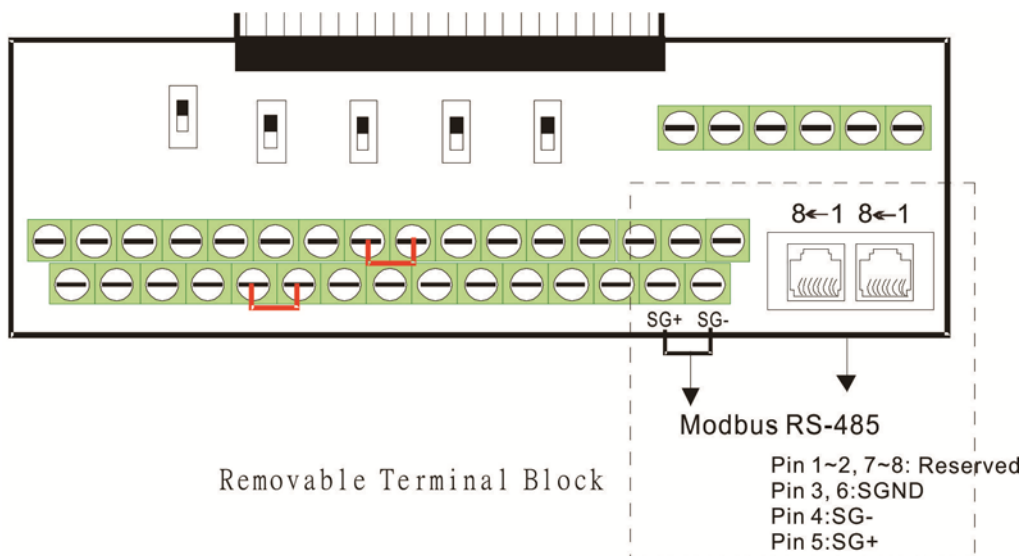 8←1 8←1
SG+ SG-
Modbus RS-485
Pin 1~2, 7~8: Reserved
Pin 3, 6:SGND
Pin 4:SG-
Pin 5:SG+
Removable Terminal Block